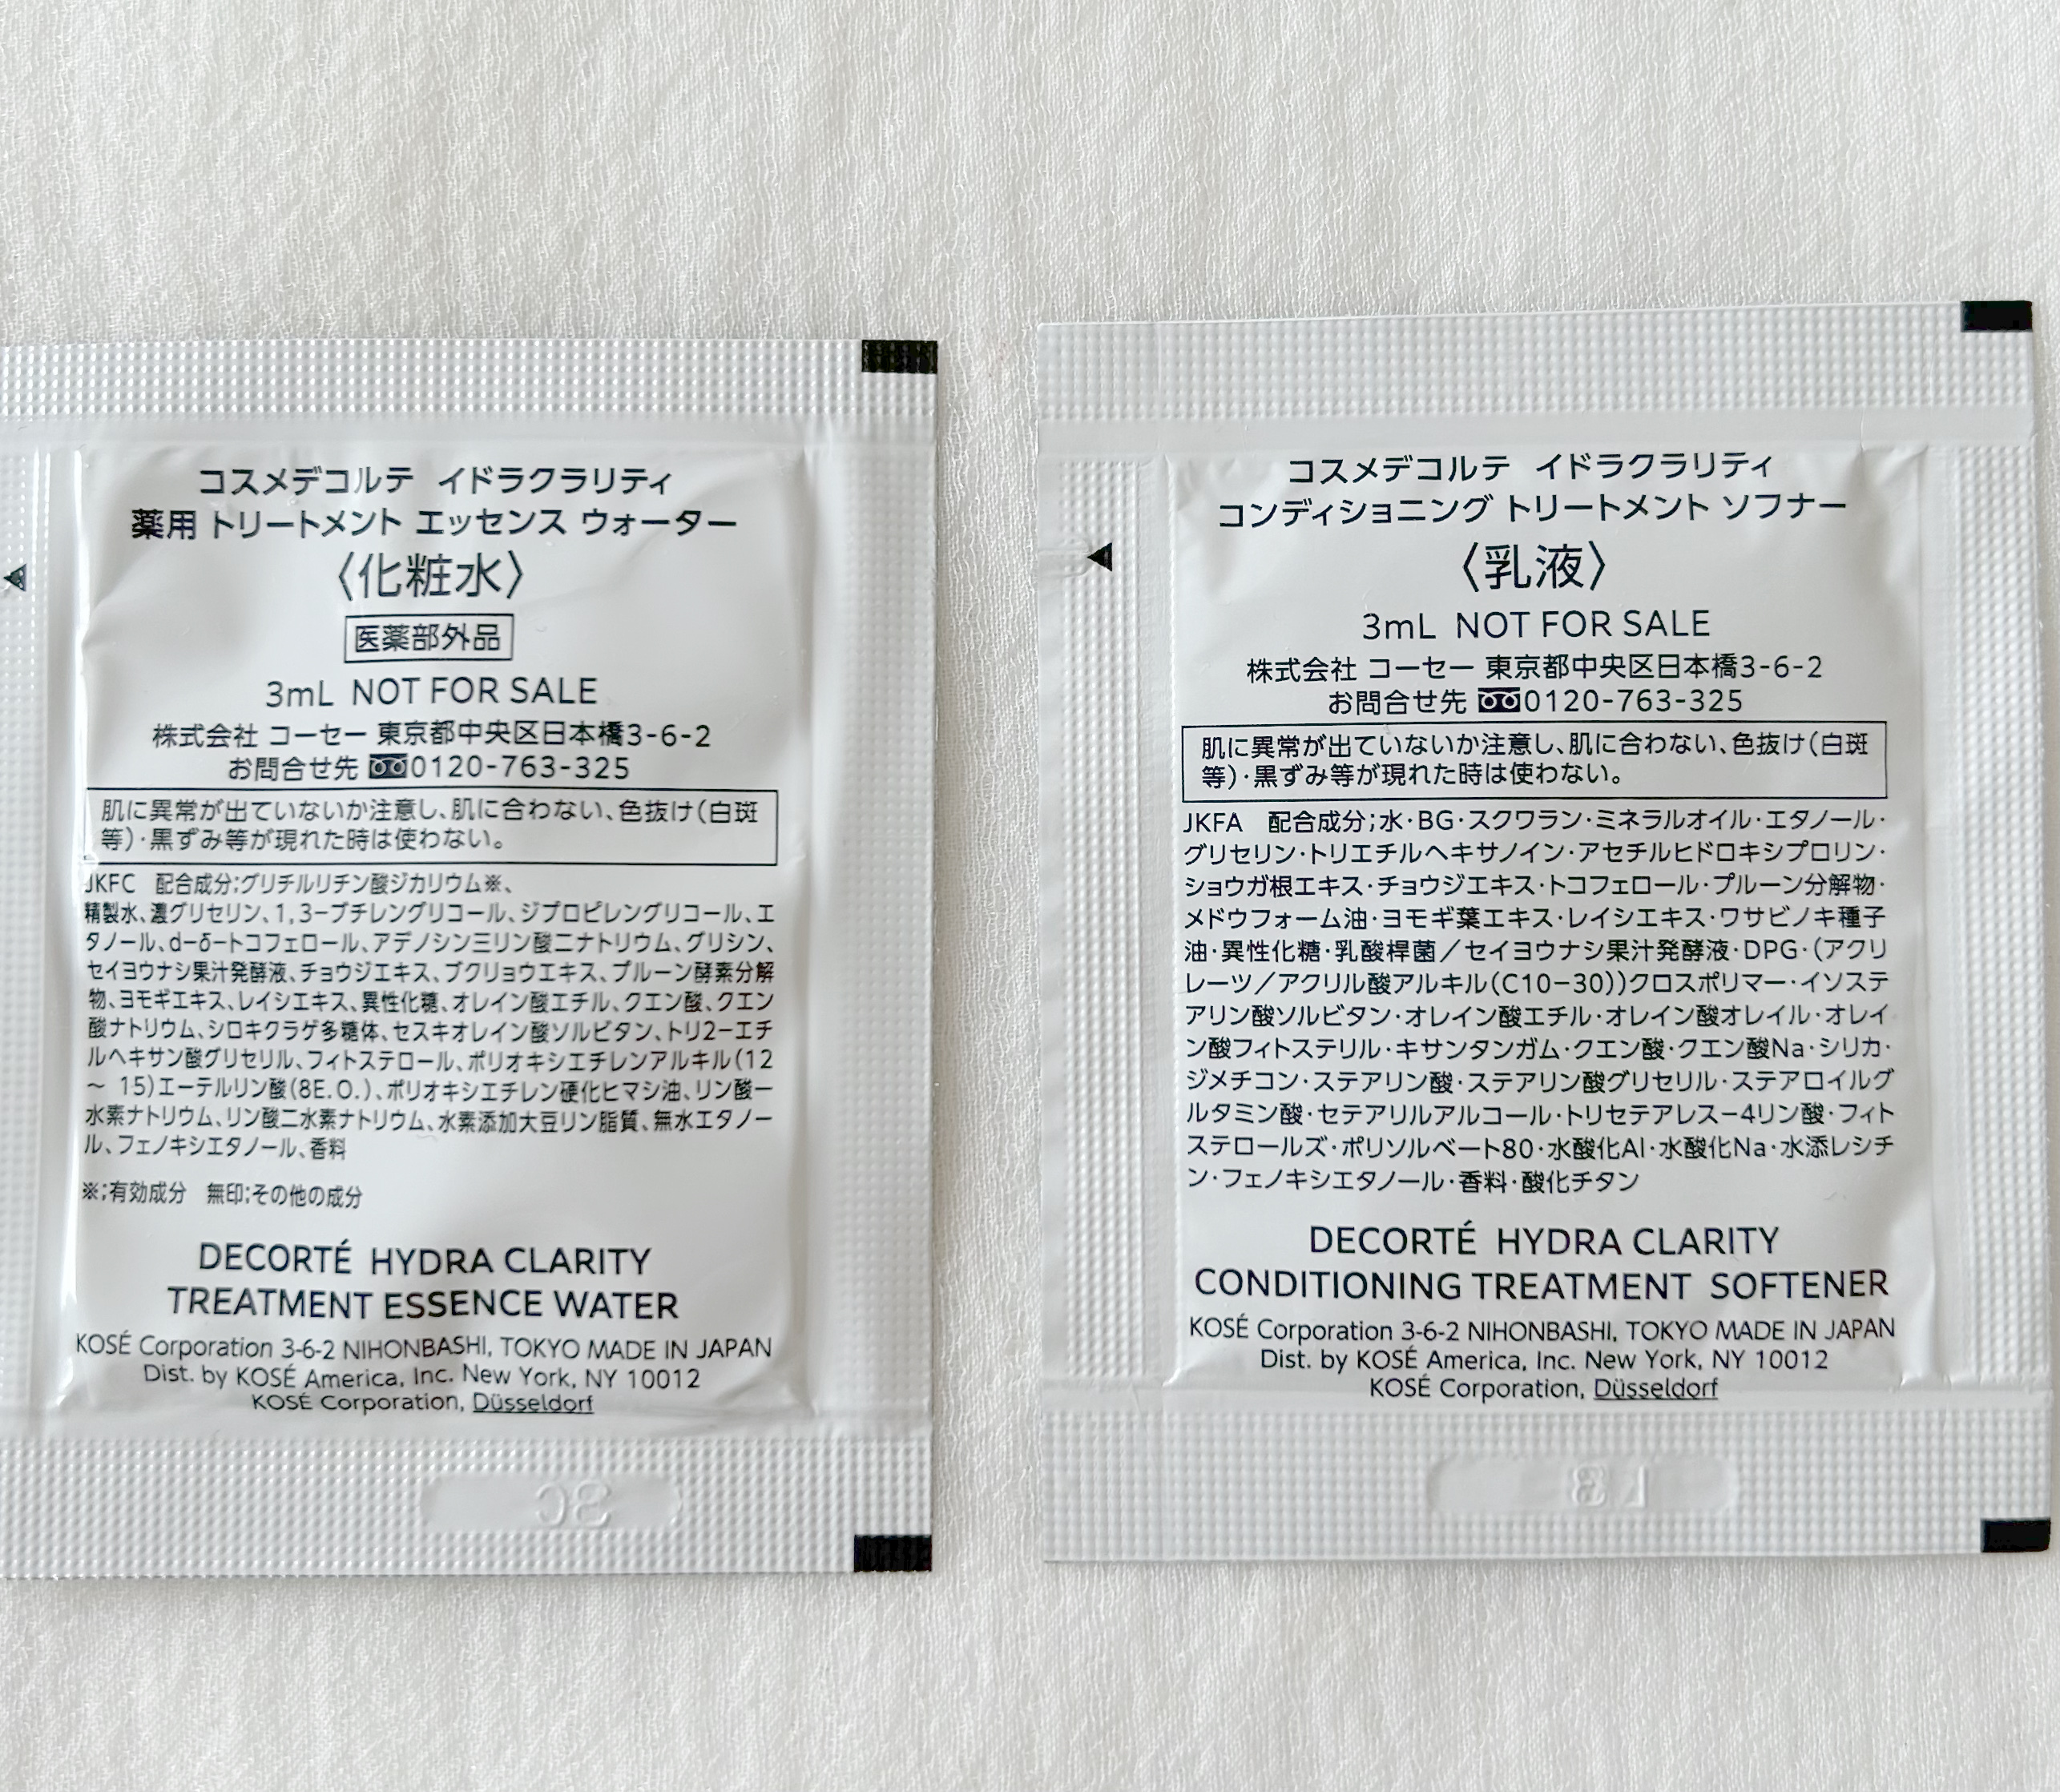 コスメデコルテ イドラクラリティ
薬用 トリートメント エッセンス ウォーター
〈化粧水〉
医薬部外品
3mL NOT FOR SALE
株式会社 コーセー 東京都中央区日本橋3-6-2
お問合せ先 0120-763-325
肌に異常が出ていないか注意し、肌に合わない、色抜け(白斑
等)・黒ずみ等が現れた時は使わない。
JKFC 配合成分;グリチルリチン酸ジカリウム※、
精製水、濃グリセリン、1,3−ブチレングリコール、ジプロピレングリコール、エ
タノール、d−δ−トコフェロール、アデノシン三リン酸二ナトリウム、グリシン、
セイヨウナシ果汁発酵液、チョウジエキス、ブクリョウエキス、プルーン酵素分解
物、ヨモギエキス、レイシエキス、異性化糖、オレイン酸エチル、クエン酸、クエン
酸ナトリウム、シロキクラゲ多糖体、セスキオレイン酸ソルビタン、トリ2−エチ
ルヘキサン酸グリセリル、フィトステロール、ポリオキシエチレンアルキル(12
～ 15)エーテルリン酸(8E.O.)、ポリオキシエチレン硬化ヒマシ油、リン酸一
水素ナトリウム、リン酸二水素ナトリウム、水素添加大豆リン脂質、無水エタノー
ル、フェノキシエタノール、香料
※;有効成分 無印;その他の成分
DECORTÉ HYDRA CLARITY
TREATMENT ESSENCE WATER
KOSÉ Corporation 3-6-2 NIHONBASHI, TOKYO MADE IN JAPAN
Dist. by KOSÉ America, Inc. New York, NY 10012
KOSÉ Corporation, Düsseldorf
3C
コスメデコルテ イドラクラリティ
コンディショニング トリートメント ソフナー
〈乳液〉
3mL NOT FOR SALE
株式会社 コーセー 東京都中央区日本橋3-6-2
お問合せ先 0120-763-325
肌に異常が出ていないか注意し、肌に合わない、色抜け(白斑
等)・黒ずみ等が現れた時は使わない。
JKFA 配合成分;水・BG・スクワラン・ミネラルオイル・エタノール・
グリセリン・トリエチルヘキサノイン・アセチルヒドロキシプロリン・
ショウガ根エキス・チョウジエキス・トコフェロール・プルーン分解物・
メドウフォーム油・ヨモギ葉エキス・レイシエキス・ワサビノキ種子
油・異性化糖・乳酸桿菌／セイヨウナシ果汁発酵液・DPG・(アクリ
レーツ／アクリル酸アルキル(C10−30))クロスポリマー・イソステ
アリン酸ソルビタン・オレイン酸エチル・オレイン酸オレイル・オレイ
ン酸フィトステリル・キサンタンガム・クエン酸・クエン酸Na・シリカ・
ジメチコン・ステアリン酸・ステアリン酸グリセリル・ステアロイルグ
ルタミン酸・セテアリルアルコール・トリセテアレス−4リン酸・フィト
ステロールズ・ポリソルベート80・水酸化Al・水酸化Na・水添レシチ
ン・フェノキシエタノール・香料・酸化チタン
DECORTÉ HYDRA CLARITY
CONDITIONING TREATMENT SOFTENER
KOSÉ Corporation 3-6-2 NIHONBASHI, TOKYO MADE IN JAPAN
Dist. by KOSÉ America, Inc. New York, NY 10012
KOSÉ Corporation, Düsseldorf